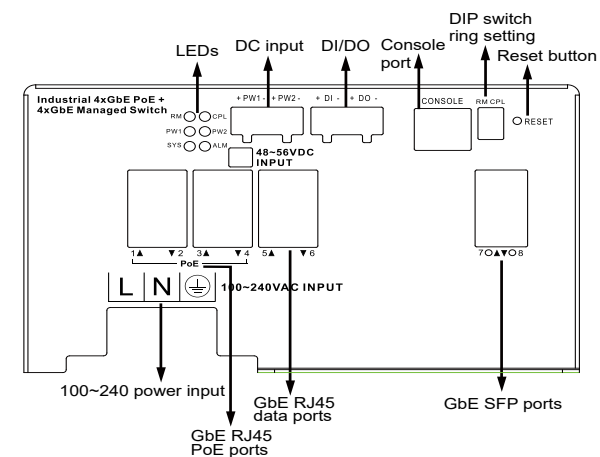 DIP switch
ring setting
LEDs
DC input
DI/DO
Console
port
Reset button
Industrial 4xGbE PoE +
4xGbE Managed Switch
+ PW1 - + PW2 -
+ DI - + DO -
CONSOLE
RM CPL
RM CPL
RESET
PW1 PW2
SYS ALM
48~56VDC
INPUT
1▲ ▼2 3▲ ▼4 5▲ ▼6
7O▲▼O8
PoE
L N
100~240VAC INPUT
100~240 power input
GbE RJ45
data ports
GbE SFP ports
GbE RJ45
PoE ports